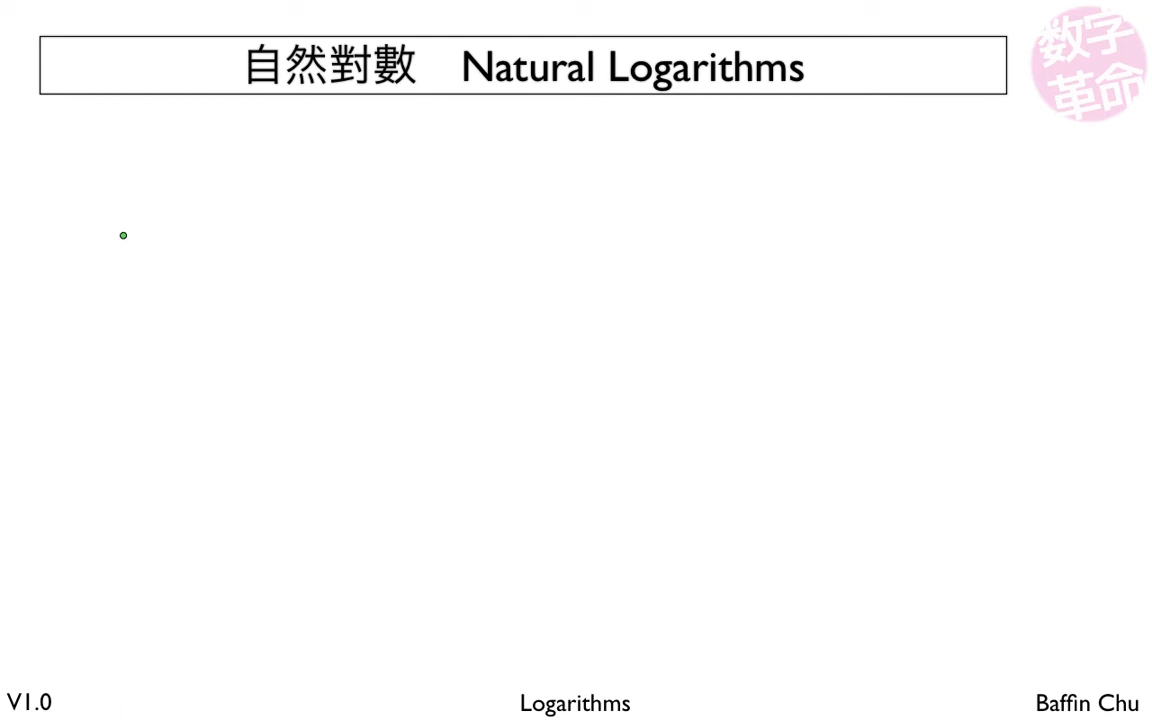 自然對數 Natural Logarithms
数字
革命
V1.0
Logarithms
Baffin Chu